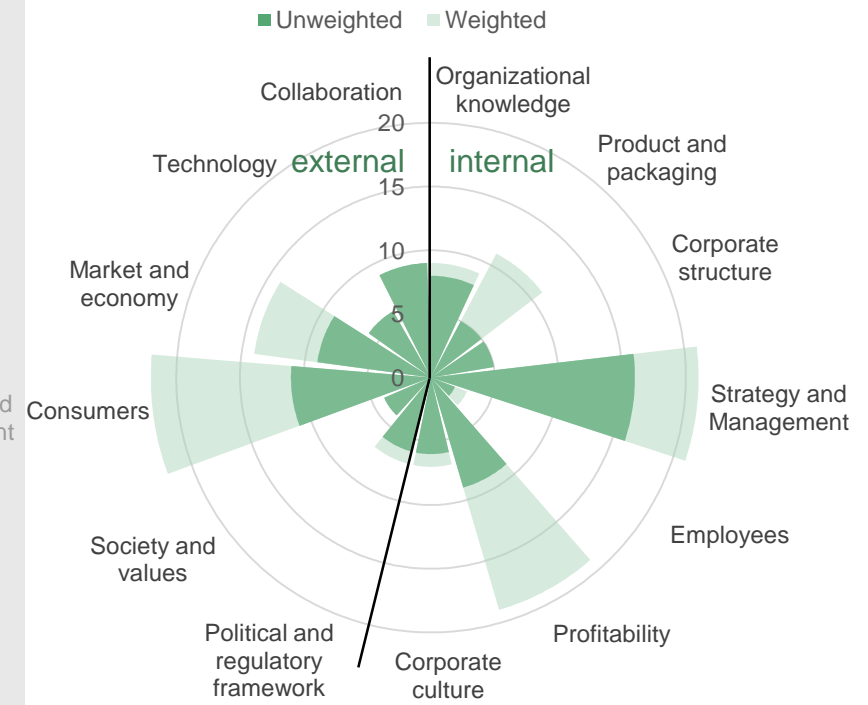 Unweighted Weighted
Collaboration
Organizational
knowledge
20
Technology
external
internal
Product and
packaging
15
10
Corporate
structure
Market and
economy
5
0
Consumers
Strategy and
Management
Employees
Society and
values
Profitability
Political and
regulatory
framework
Corporate
culture